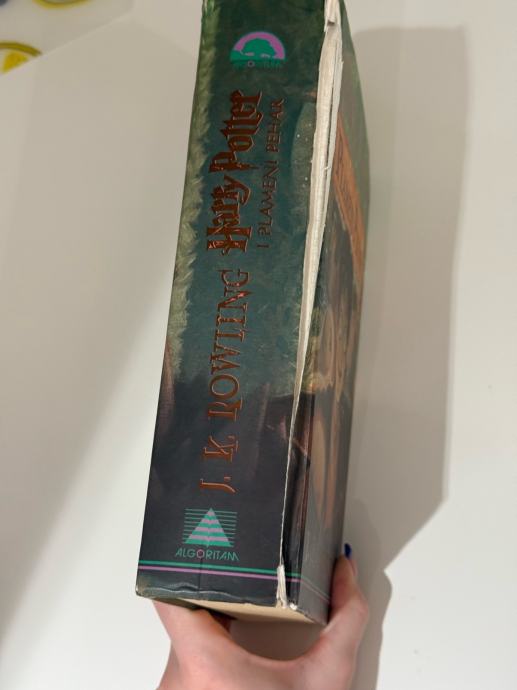 J. K. ROWLING
Harry Potter
I PLAMENI PEHAR
ALGORITAM